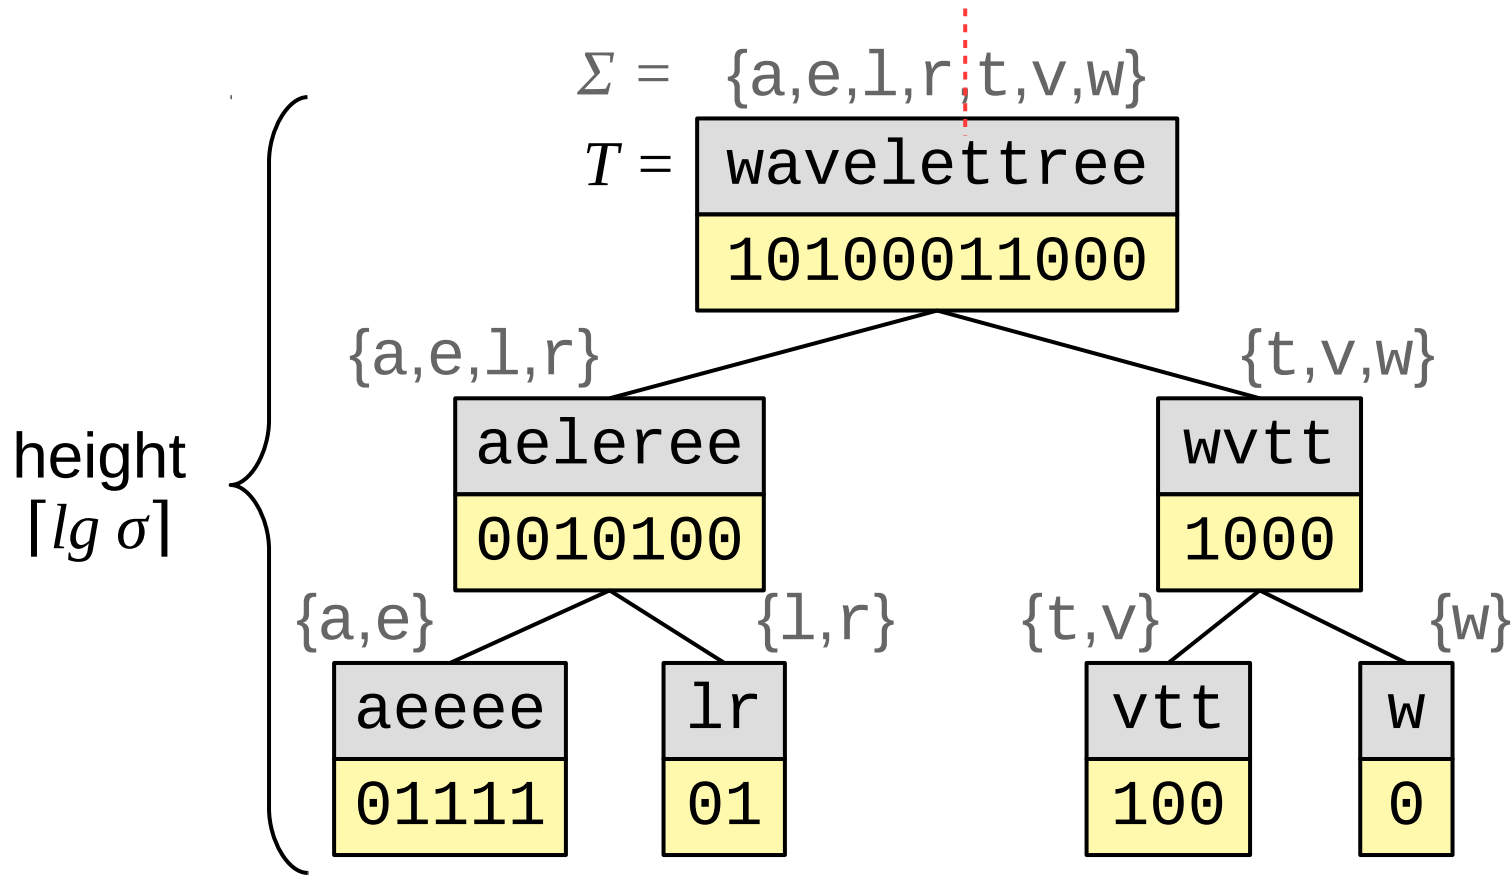 Σ = {a,e,l,r,t,v,w}
T = wavelettree
10100011000
{a,e,l,r}
{t,v,w}
aeleree
wvtt
0010100
1000
height
⌈lg σ⌉
{a,e}
{l,r}
{t,v}
{w}
aeeee
lr
vtt
w
01111
01
100
0